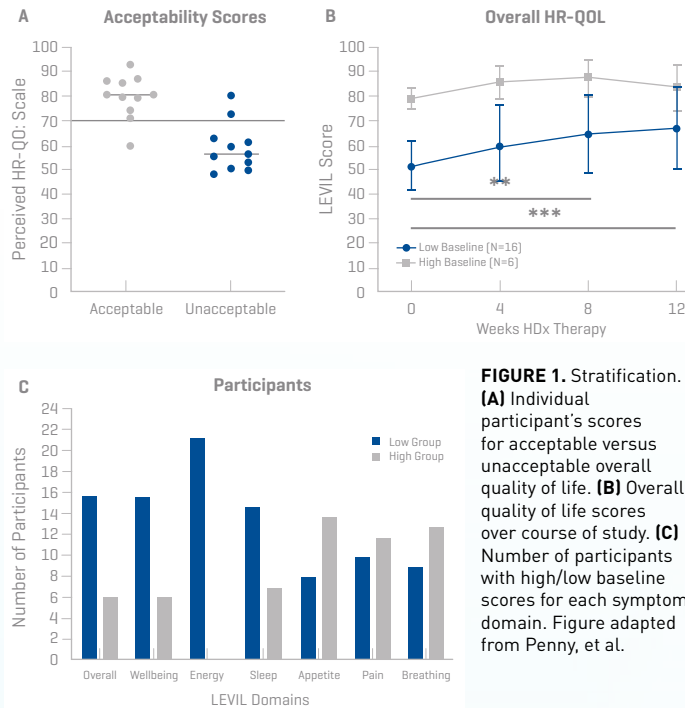 A
Acceptability Scores
Perceived HR-QO: Scale
100
90
80
70
60
50
40
30
20
10
0
Acceptable
Unacceptable
B
Overall HR-QOL
LEVIL Score
100
90
80
70
60
50
40
30
20
10
0
**
***
Low Baseline (N=16)
High Baseline (N=6)
0
4
8
12
Weeks HDx Therapy
C
Participants
Number of Participants
24
22
20
18
16
14
12
10
8
6
4
2
0
Low Group
High Group
Overall
Wellbeing
Energy
Sleep
Appetite
Pain
Breathing
LEVIL Domains
FIGURE 1. Stratification.
(A) Individual
participant's scores
for acceptable versus
unacceptable overall
quality of life. (B) Overall
quality of life scores
over course of study. (C)
Number of participants
with high/low baseline
scores for each symptom
domain. Figure adapted
from Penny, et al.